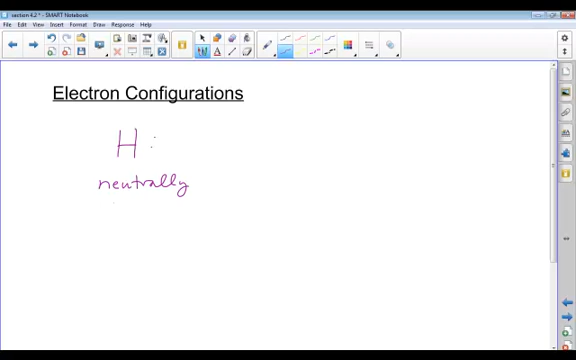 section 4.2 * - SMART Notebook
File Edit View Insert Format Draw Response Help
Electron Configurations
H :
neutrally